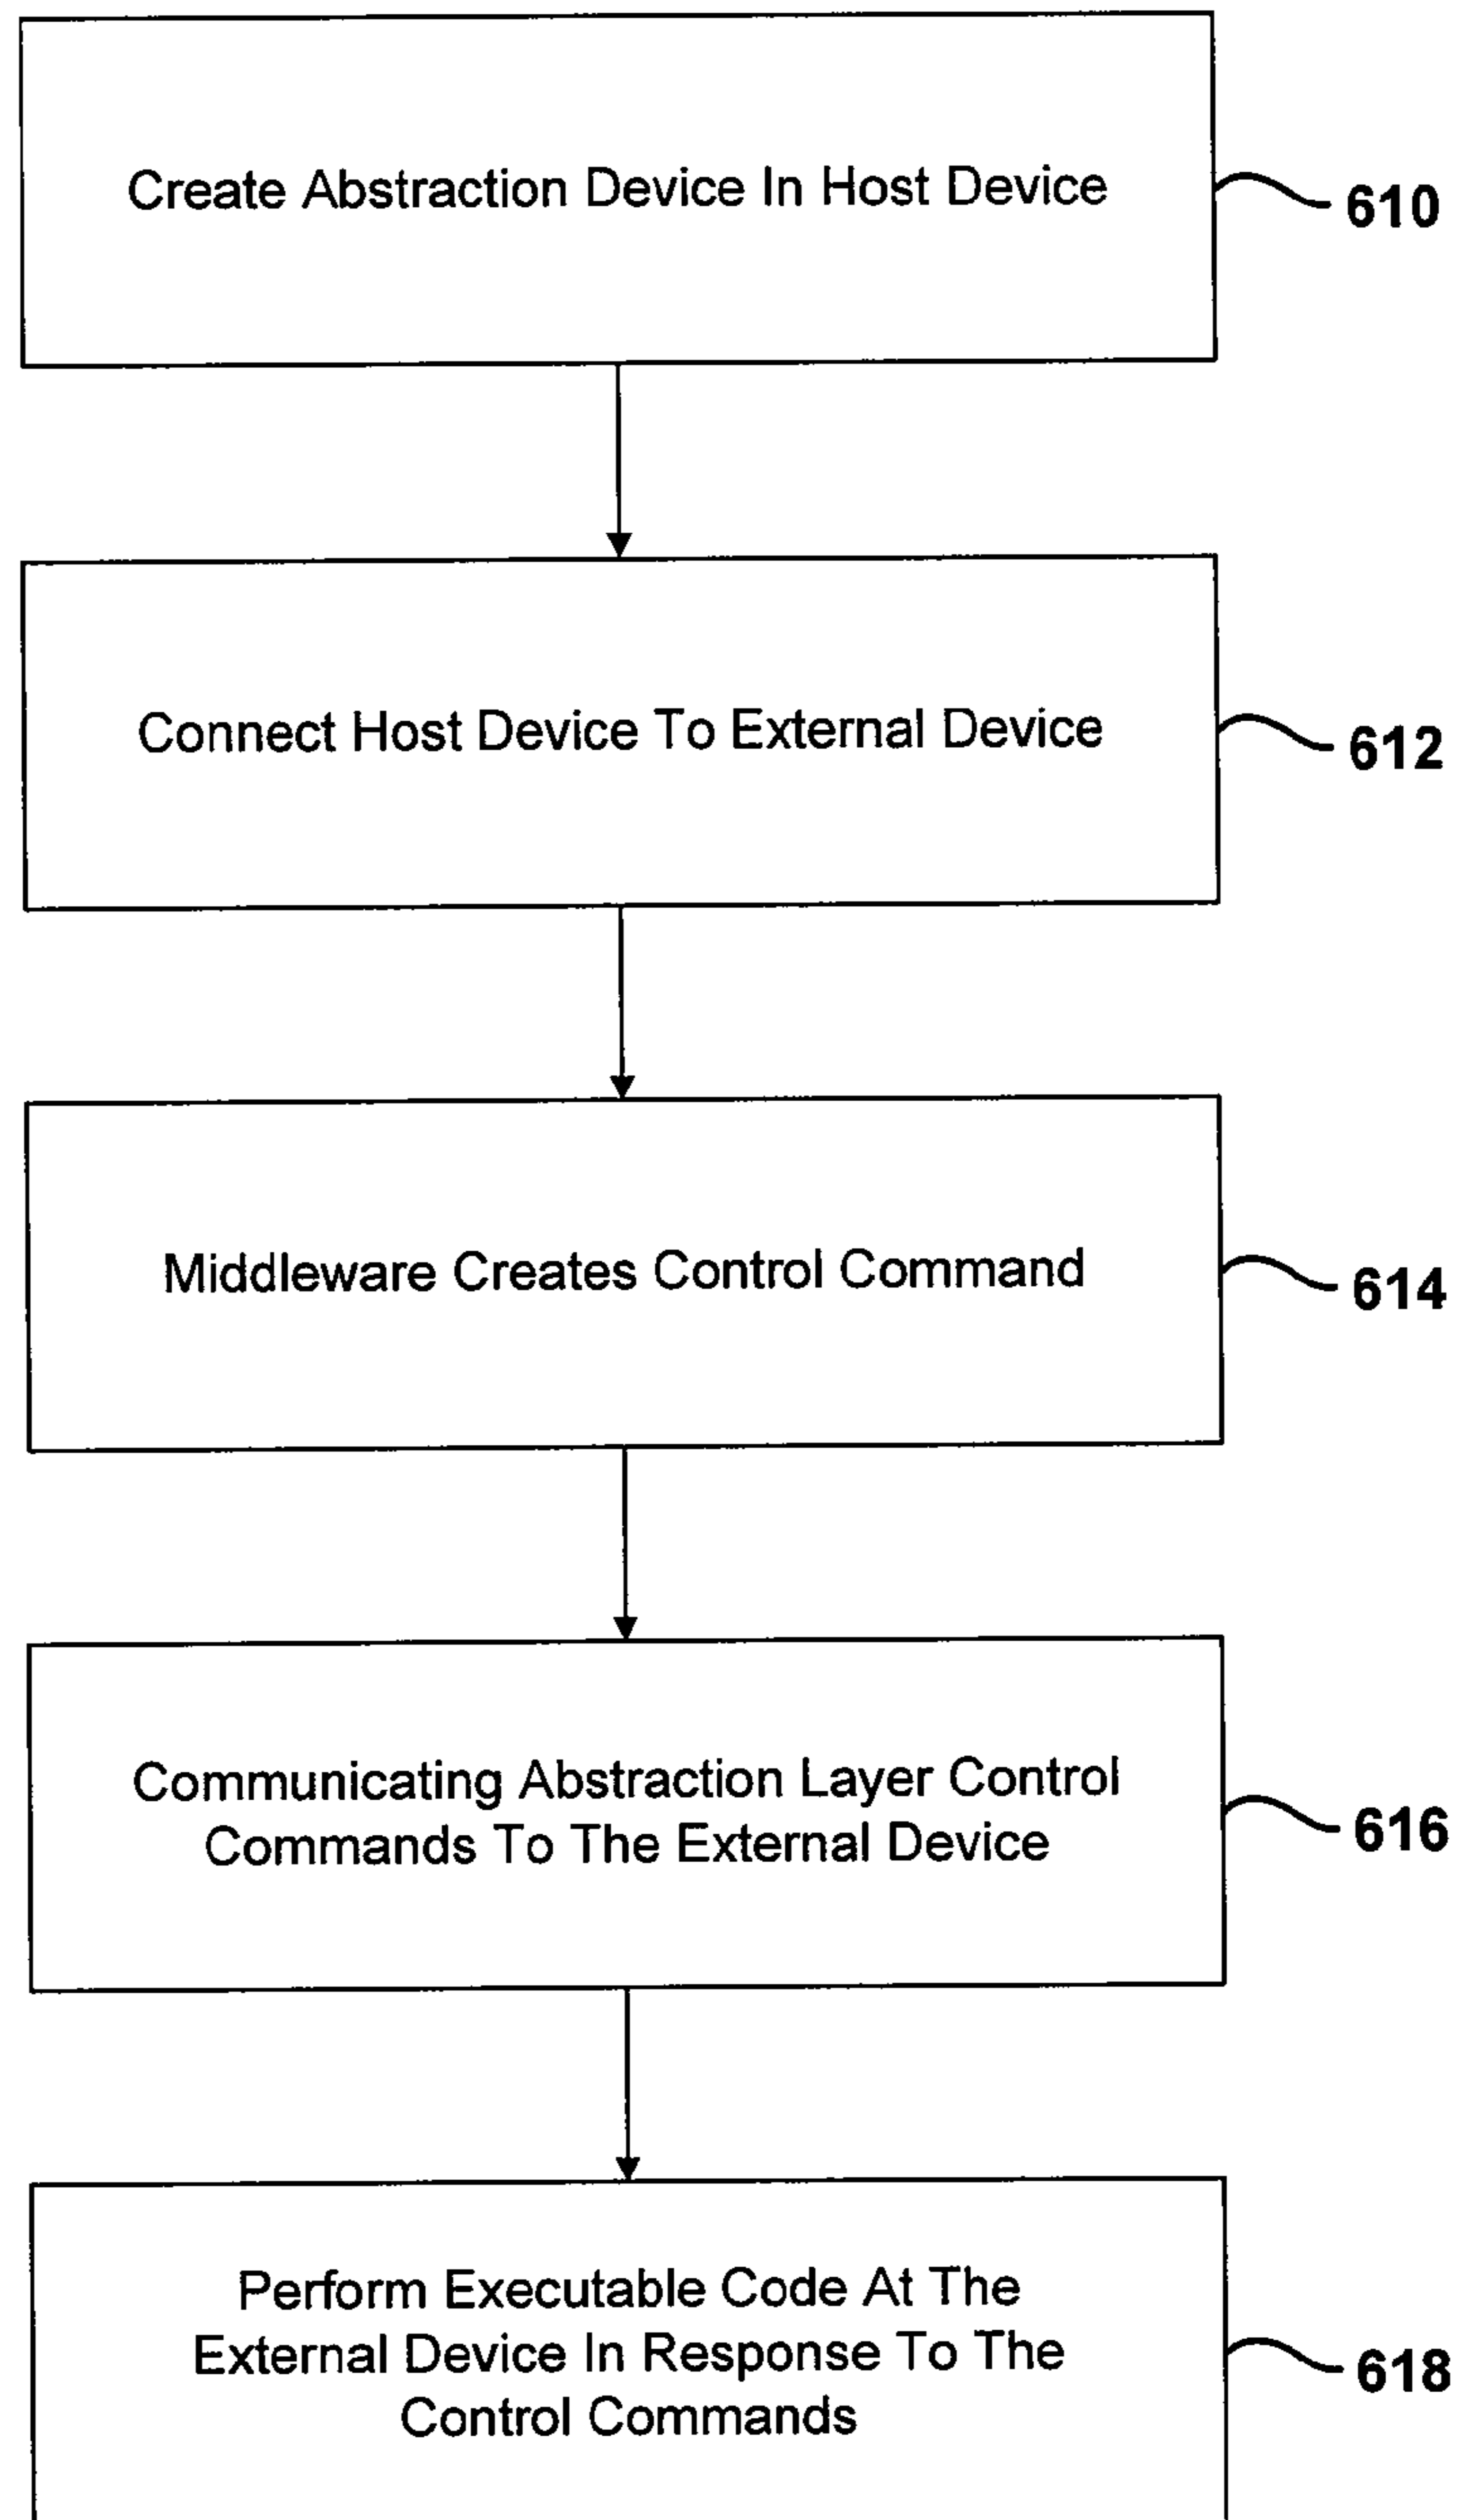 Create Abstraction Device In Host Device
610
Connect Host Device To External Device
612
Middleware Creates Control Command
614
Communicating Abstraction Layer Control
Commands To The External Device
616
Perform Executable Code At The
External Device In Response To The
Control Commands
618